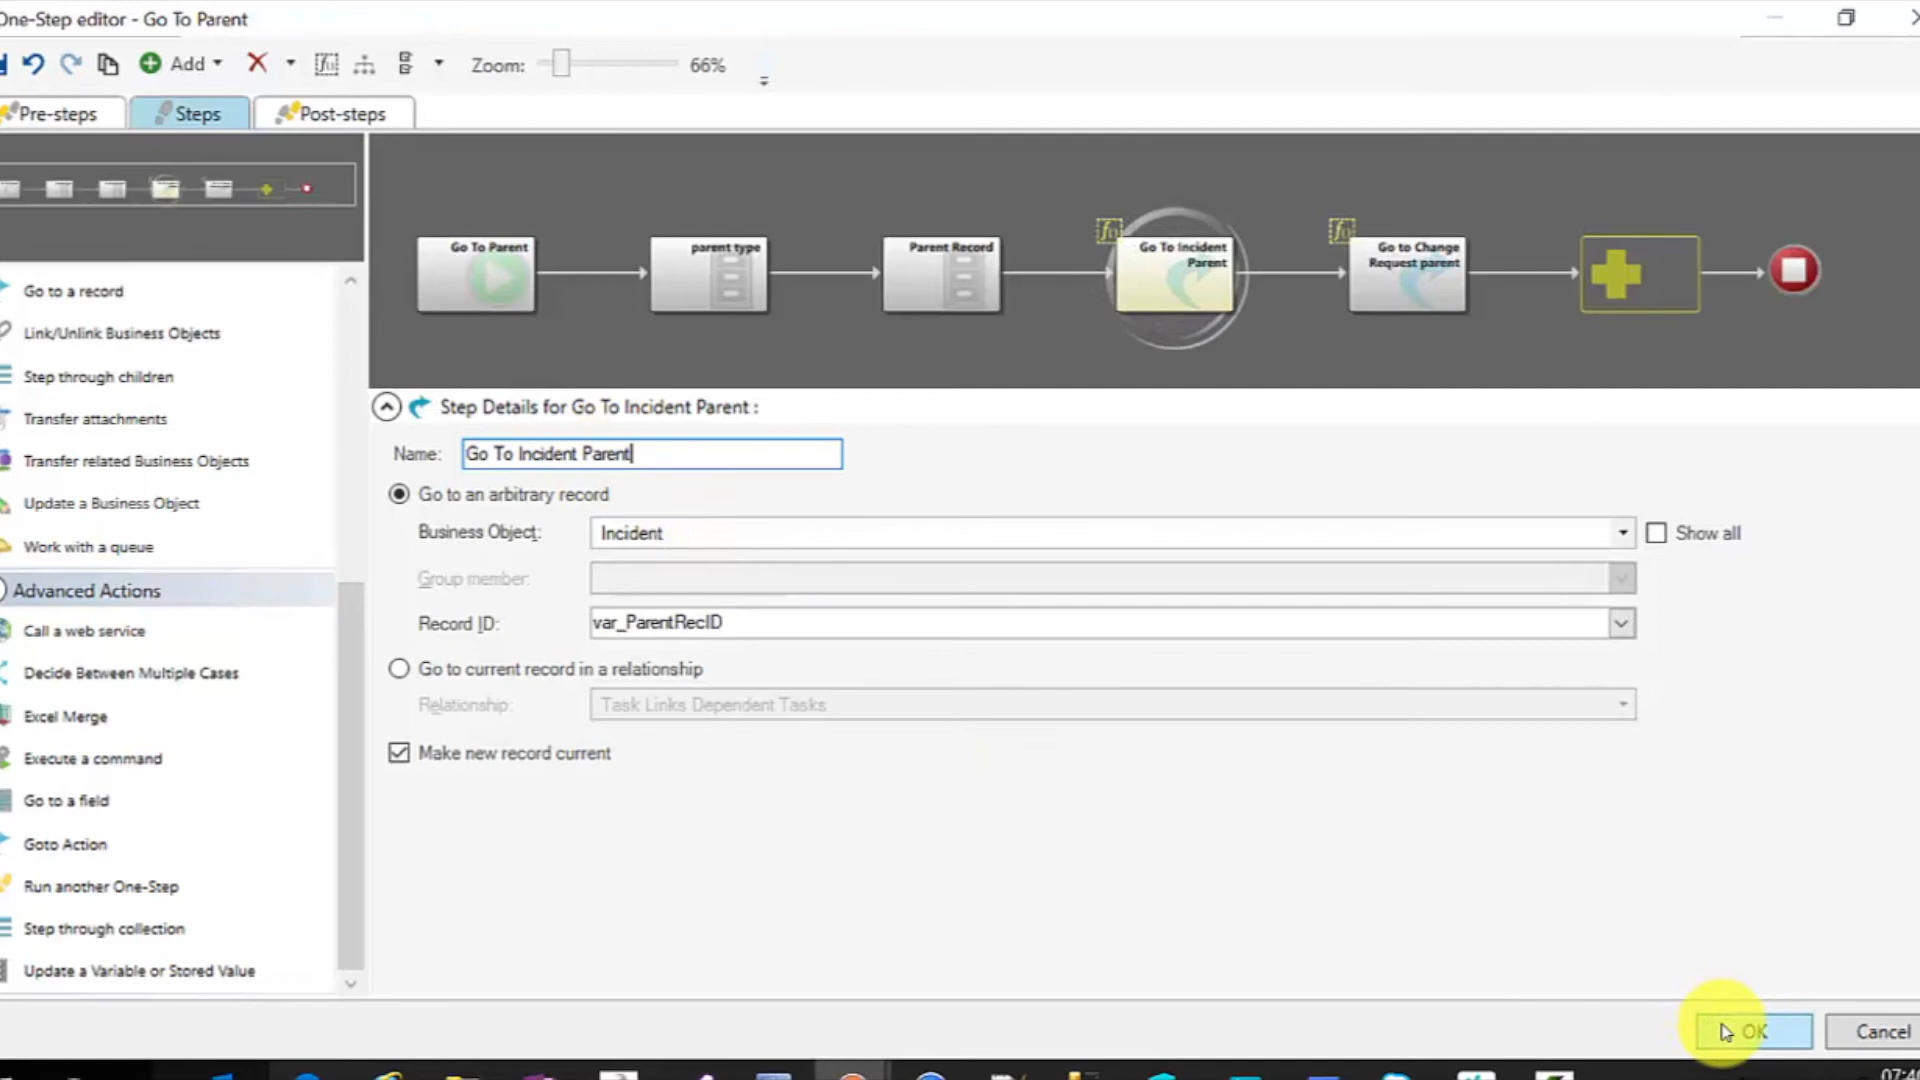 One-Step editor - Go To Parent
Add
Zoom:
66%
Pre-steps
Steps
Post-steps
Go To Parent
parent type
Parent Record
Go To Incident
Parent
Go to Change
Request parent
Go to a record
Link/Unlink Business Objects
Step through children
Transfer attachments
Transfer related Business Objects
Update a Business Object
Work with a queue
Advanced Actions
Call a web service
Decide Between Multiple Cases
Excel Merge
Execute a command
Go to a field
Goto Action
Run another One-Step
Step through collection
Update a Variable or Stored Value
Step Details for Go To Incident Parent :
Name: Go To Incident Parent
Go to an arbitrary record
Business Object: Incident
Show all
Group member:
Record ID: var_ParentRecID
Go to current record in a relationship
Relationship: Task Links Dependent Tasks
Make new record current
OK
Cancel